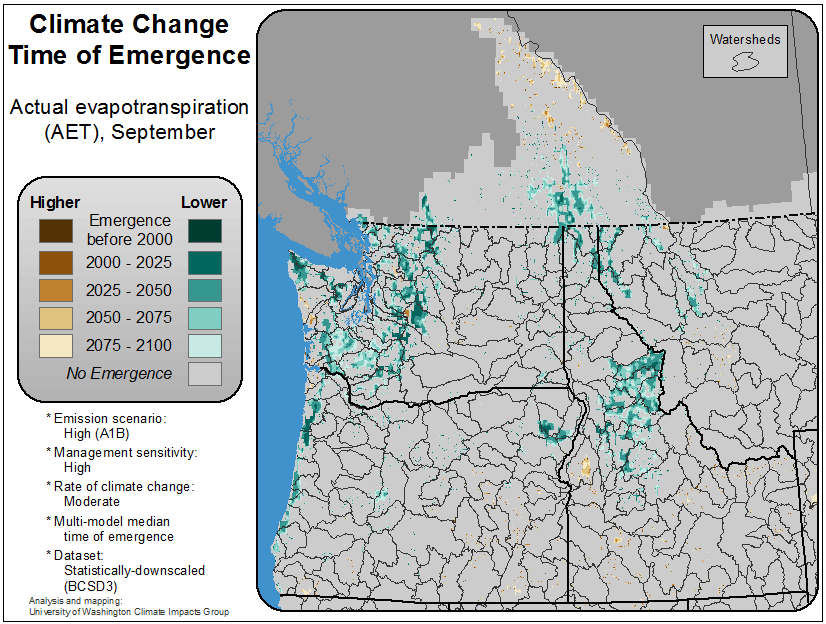 Climate Change
Time of Emergence
Actual evapotranspiration
(AET), September
Higher Lower
Emergence
before 2000
2000 - 2025
2025 - 2050
2050 - 2075
2075 - 2100
No Emergence
* Emission scenario:
High (A1B)
* Management sensitivity:
High
* Rate of climate change:
Moderate
* Multi-model median
time of emergence
* Dataset:
Statistically-downscaled
(BCSD3)
Analysis and mapping:
University of Washington Climate Impacts Group
Watersheds